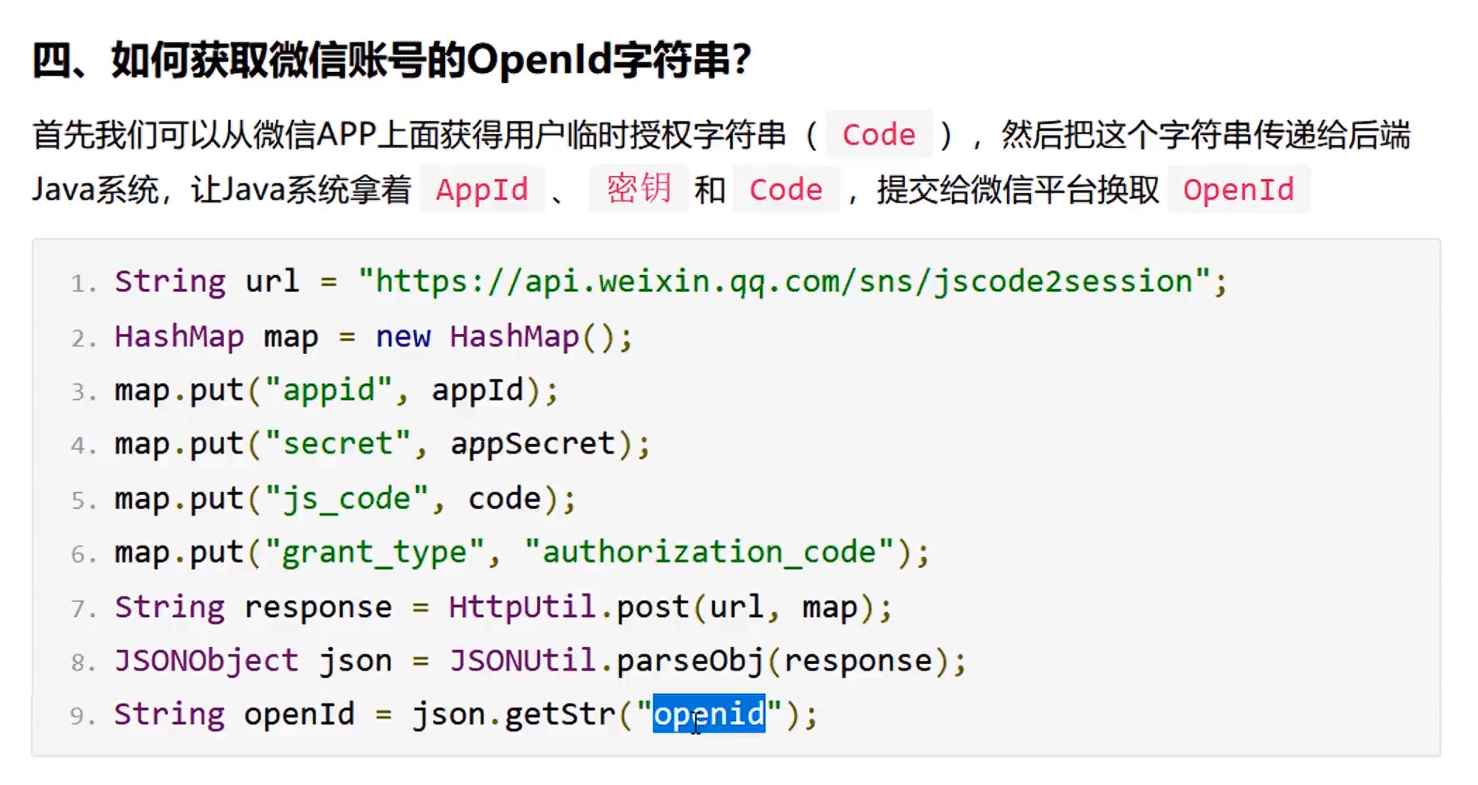 四、如何获取微信账号的OpenId字符串？
首先我们可以从微信APP上面获得用户临时授权字符串（ Code ），然后把这个字符串传递给后端
Java系统，让Java系统拿着 AppId 、 密钥 和 Code ，提交给微信平台换取 OpenId
1. String url = "https://api.weixin.qq.com/sns/jscode2session";
2. HashMap map = new HashMap();
3. map.put("appid", appId);
4. map.put("secret", appSecret);
5. map.put("js_code", code);
6. map.put("grant_type", "authorization_code");
7. String response = HttpUtil.post(url, map);
8. JSONObject json = JSONUtil.parseObj(response);
9. String openId = json.getStr("openid");